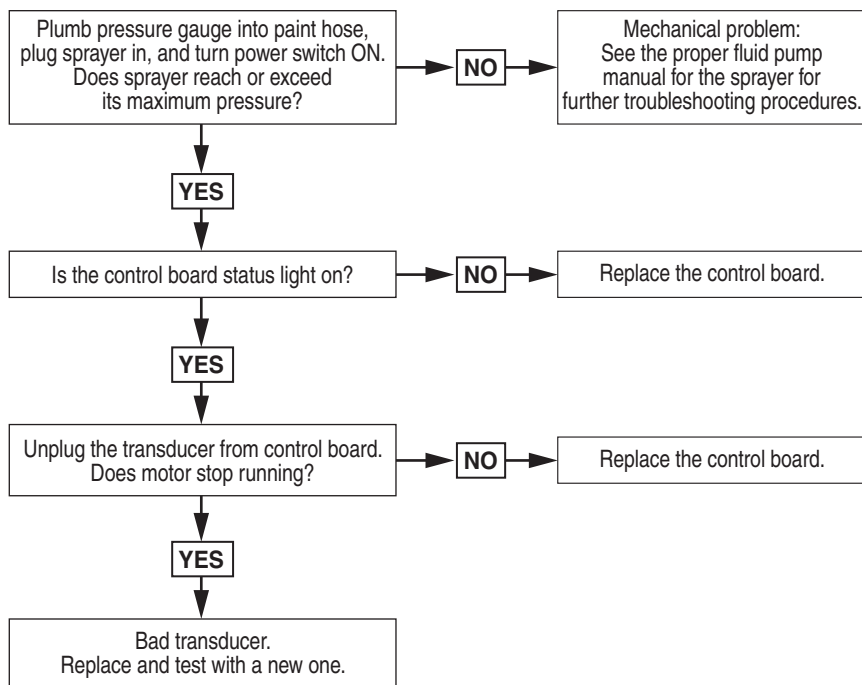 Plumb pressure gauge into paint hose,
plug sprayer in, and turn power switch ON.
Does sprayer reach or exceed
its maximum pressure?
NO
Mechanical problem:
See the proper fluid pump
manual for the sprayer for
further troubleshooting procedures.
YES
Is the control board status light on?
NO
Replace the control board.
YES
Unplug the transducer from control board.
Does motor stop running?
NO
Replace the control board.
YES
Bad transducer.
Replace and test with a new one.